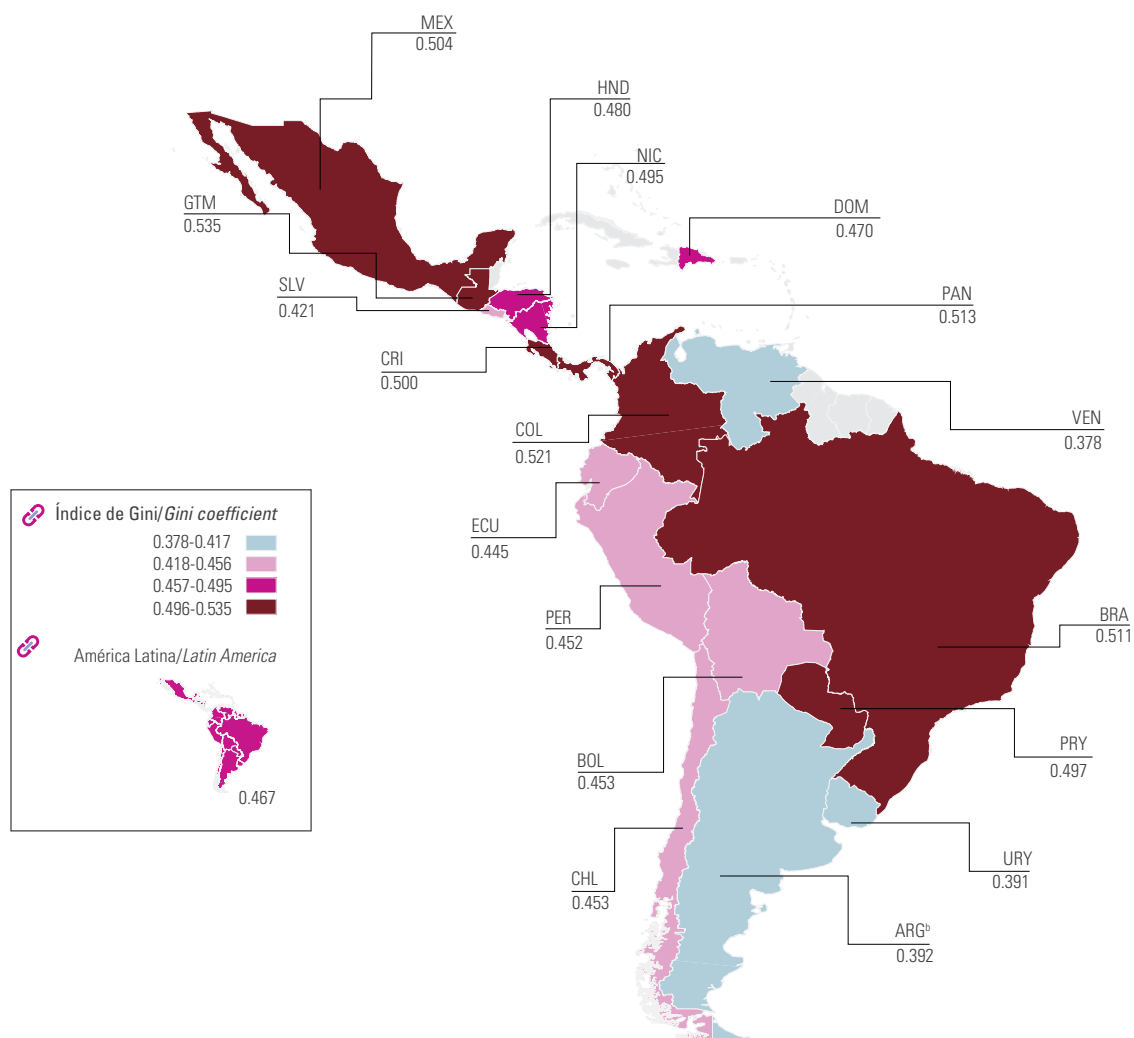 MEX
0.504
HND
0.480
NIC
0.495
GTM
0.535
DOM
0.470
SLV
0.421
PAN
0.513
CRI
0.500
VEN
0.378
COL
0.521
ECU
0.445
PER
0.452
BRA
0.511
BOL
0.453
PRY
0.497
CHL
0.453
URY
0.391
ARGᵇ
0.392
Índice de Gini/Gini coefficient
0.378-0.417
0.418-0.456
0.457-0.495
0.496-0.535
América Latina/Latin America
0.467